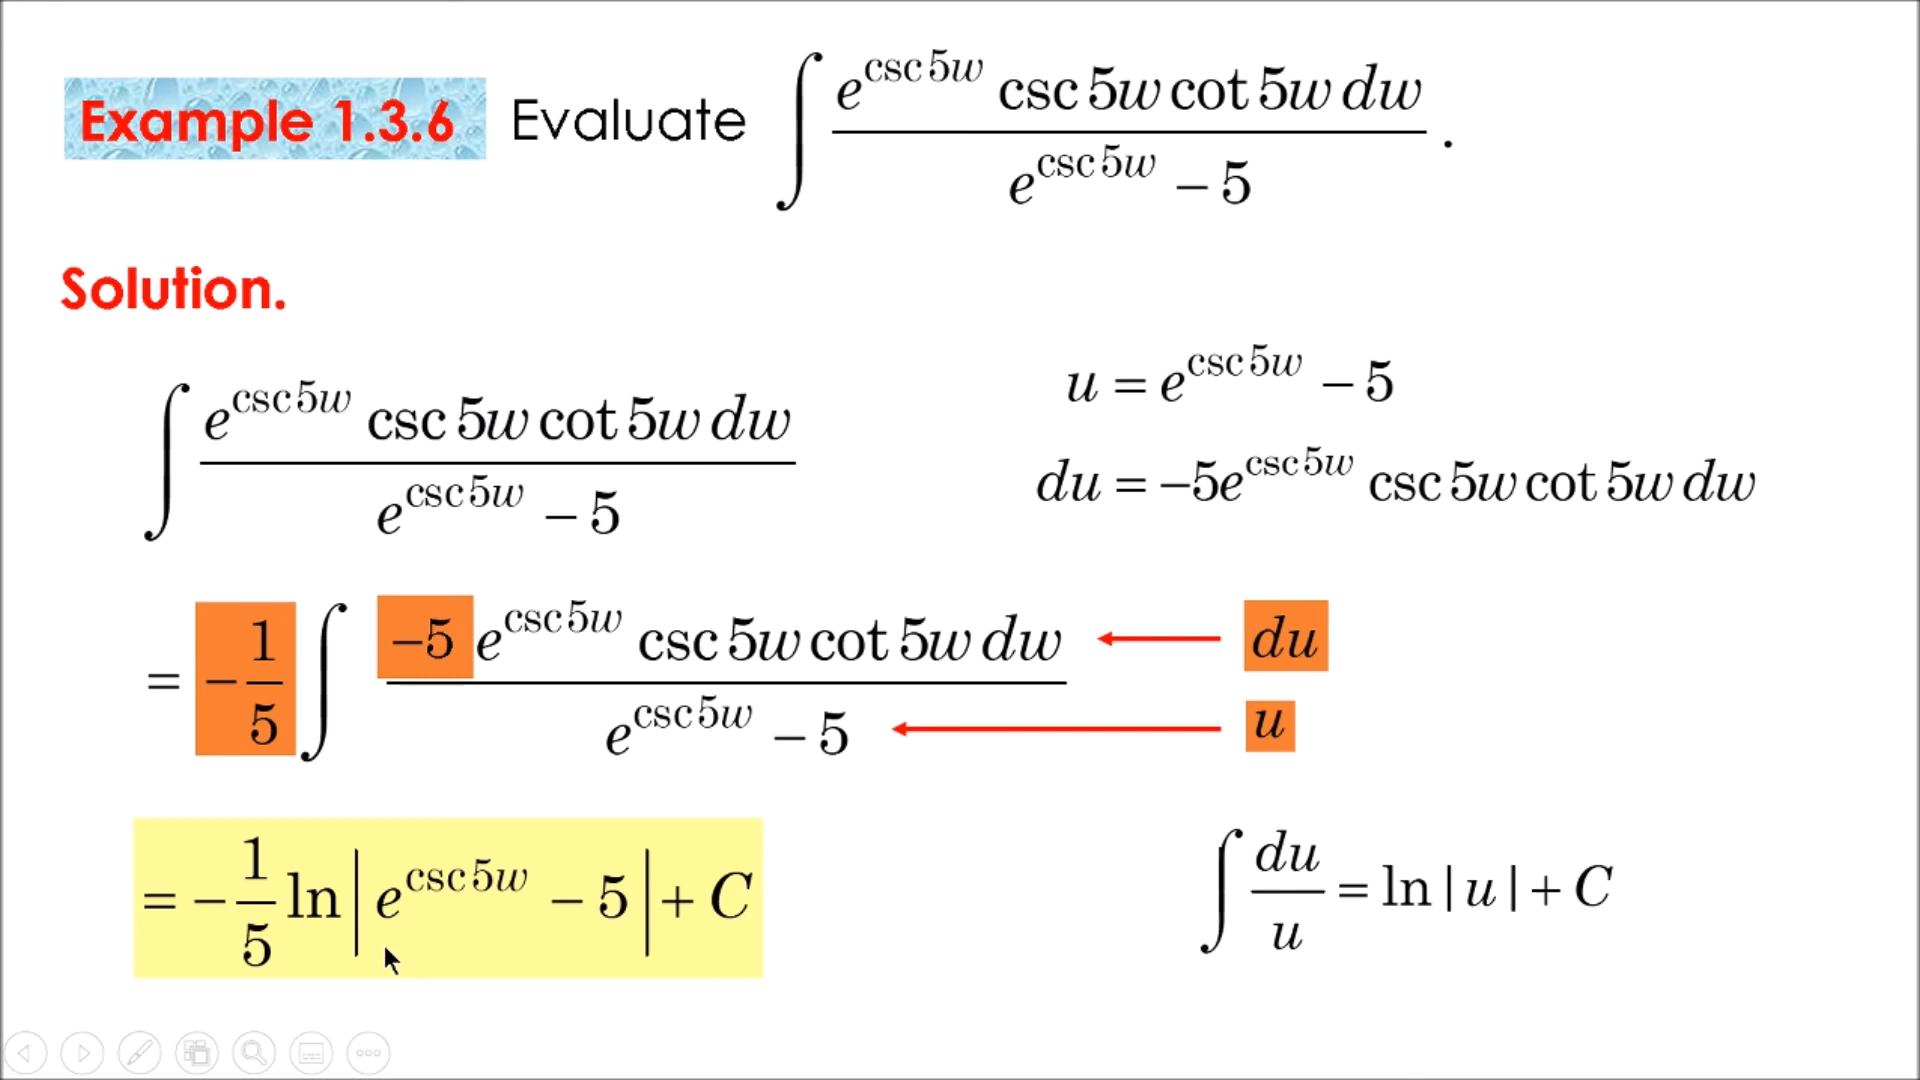 Example 1.3.6 Evaluate ∫ (e^(csc 5w) csc 5w cot 5w dw)/(e^(csc 5w) − 5) .
Solution.
∫ (e^(csc 5w) csc 5w cot 5w dw)/(e^(csc 5w) − 5)
u = e^(csc 5w) − 5
du = −5e^(csc 5w) csc 5w cot 5w dw
= −1/5 ∫ (−5 e^(csc 5w) csc 5w cot 5w dw)/(e^(csc 5w) − 5)
du
u
= −1/5 ln| e^(csc 5w) − 5 | + C
∫ du/u = ln | u | + C